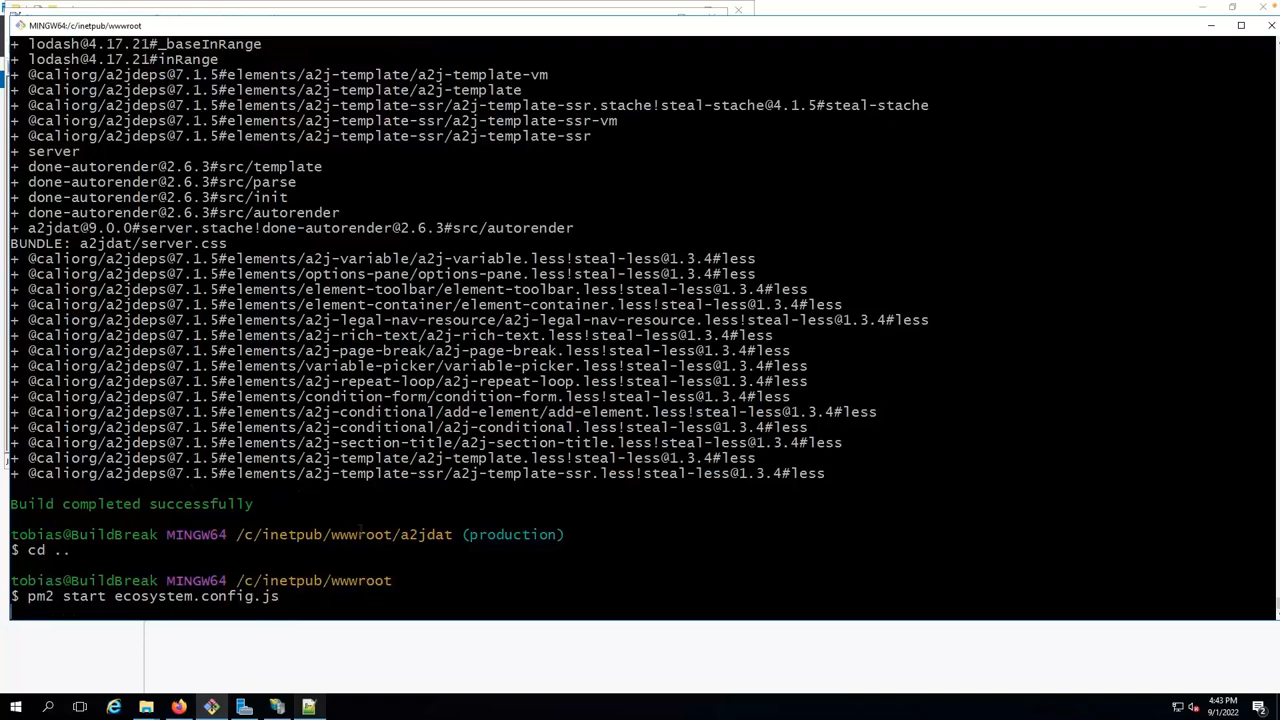 MINGW64:/c/inetpub/wwwroot
+ lodash@4.17.21#_baseInRange
+ lodash@4.17.21#inRange
+ @caliorg/a2jdeps@7.1.5#elements/a2j-template/a2j-template-vm
+ @caliorg/a2jdeps@7.1.5#elements/a2j-template/a2j-template
+ @caliorg/a2jdeps@7.1.5#elements/a2j-template-ssr/a2j-template-ssr.stache!steal-stache@4.1.5#steal-stache
+ @caliorg/a2jdeps@7.1.5#elements/a2j-template-ssr/a2j-template-ssr-vm
+ @caliorg/a2jdeps@7.1.5#elements/a2j-template-ssr/a2j-template-ssr
+ server
+ done-autorender@2.6.3#src/template
+ done-autorender@2.6.3#src/parse
+ done-autorender@2.6.3#src/init
+ done-autorender@2.6.3#src/autorender
+ a2jdat@9.0.0#server.stache!done-autorender@2.6.3#src/autorender
BUNDLE: a2jdat/server.css
+ @caliorg/a2jdeps@7.1.5#elements/a2j-variable/a2j-variable.less!steal-less@1.3.4#less
+ @caliorg/a2jdeps@7.1.5#elements/options-pane/options-pane.less!steal-less@1.3.4#less
+ @caliorg/a2jdeps@7.1.5#elements/element-toolbar/element-toolbar.less!steal-less@1.3.4#less
+ @caliorg/a2jdeps@7.1.5#elements/element-container/element-container.less!steal-less@1.3.4#less
+ @caliorg/a2jdeps@7.1.5#elements/a2j-legal-nav-resource/a2j-legal-nav-resource.less!steal-less@1.3.4#less
+ @caliorg/a2jdeps@7.1.5#elements/a2j-rich-text/a2j-rich-text.less!steal-less@1.3.4#less
+ @caliorg/a2jdeps@7.1.5#elements/a2j-page-break/a2j-page-break.less!steal-less@1.3.4#less
+ @caliorg/a2jdeps@7.1.5#elements/variable-picker/variable-picker.less!steal-less@1.3.4#less
+ @caliorg/a2jdeps@7.1.5#elements/a2j-repeat-loop/a2j-repeat-loop.less!steal-less@1.3.4#less
+ @caliorg/a2jdeps@7.1.5#elements/condition-form/condition-form.less!steal-less@1.3.4#less
+ @caliorg/a2jdeps@7.1.5#elements/a2j-conditional/add-element/add-element.less!steal-less@1.3.4#less
+ @caliorg/a2jdeps@7.1.5#elements/a2j-conditional/a2j-conditional.less!steal-less@1.3.4#less
+ @caliorg/a2jdeps@7.1.5#elements/a2j-section-title/a2j-section-title.less!steal-less@1.3.4#less
+ @caliorg/a2jdeps@7.1.5#elements/a2j-template/a2j-template.less!steal-less@1.3.4#less
+ @caliorg/a2jdeps@7.1.5#elements/a2j-template-ssr/a2j-template-ssr.less!steal-less@1.3.4#less
Build completed successfully
tobias@BuildBreak MINGW64 /c/inetpub/wwwroot/a2jdat (production)
$ cd ..
tobias@BuildBreak MINGW64 /c/inetpub/wwwroot
$ pm2 start ecosystem.config.js
4:43 PM
9/1/2022
2